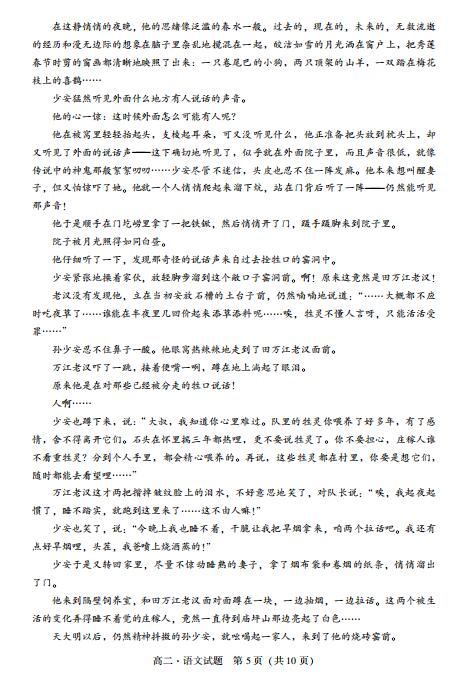 在这静悄悄的夜晚，他的思绪像泛滥的春水一般。过去的，现在的，未来的，无数流逝
的经历和漫无边际的想象在脑子里杂乱地搅混在一起，皎洁如雪的月光洒在窗户上，把秀莲
春节时剪的窗画都清晰地映照了出来：一只卷尾巴的小狗，两只顶架的山羊，一双踏在梅花
枝上的喜鹊……
少安猛然听见外面什么地方有人说话的声音。
他的心一惊：这时候外面怎么可能有人呢？
他在被窝里轻轻抬起头，支棱起耳朵，可又没听见什么，他正准备把头放到枕头上，却
又听见了外面的说话声——这下确切地听见了，似乎就在外面院子里，而且声音很低，就像
传说中的神鬼那般絮絮叨叨……少安尽管不迷信，头皮也忍不住一阵发麻。他本来想叫醒妻
子，但又怕惊吓了她。他就一个人悄悄爬起来溜下炕，站在门背后听了一阵——仍然能听见
那声音！
他于是顺手在门圪崂里拿了一把铁锨，然后悄悄开了门，蹑手蹑脚来到院子里。
院子被月光照得如同白昼。
他仔细听了一下，发现那奇怪的说话声来自过去拴牲口的窑洞中。
少安紧张地操着家伙，放轻脚步溜到这个敞口子窑洞前。啊！原来这竟然是田万江老汉！
老汉没有发现他，立在当初安放石槽的土台子前，仍然喃喃地说道：“……大概都不应
时吃夜草了……谁能在半夜里几回价起来添草添料呢……唉，牲灵不懂人言呀，只能活活受
罪……”
孙少安忍不住鼻子一酸。他眼窝热辣辣地走到了田万江老汉面前。
万江老汉吓了一跳，接着便嘴一咧，蹲在地上淌起了眼泪。
原来他是在对那些已经被分走的牲口说话！
人啊……
少安也蹲下来，说：“大叔，我知道你心里难过。队里的牲灵你喂养了好多年，有了感
情，舍不得离开它们。石头在怀里揣三年都热哩，更不要说牲灵了。你不要担心，庄稼人谁
不看重牲灵？分到个人手里，都会精心喂养的。再说，这些牲灵都在村里，你要是想它们，
随时都能去看望哩……”
万江老汉这才两把揩掉皱纹脸上的泪水，不好意思地笑了，对队长说：“唉，我起夜起
惯了，睡不踏实，就跑到这里来了……这不由人嘛！”
少安也笑了，说：“今晚上我也睡不着，干脆让我把旱烟拿来，咱两个拉话吧。我还有
点好旱烟哩，头茬，我爸喷上烧酒蒸的！”
少安于是又转回家里，尽量不惊动睡熟的妻子，拿了烟布袋和卷烟的纸条，悄悄溜出
了门。
他来到隔壁饲养室，和田万江老汉面对面蹲在一块，一边抽烟，一边拉话。这两个被生
活的变化弄得睡不着觉的庄稼人，竟然一直待到庙坪山那边亮起了白色……
天大明以后，仍然精神抖擞的孙少安，就吆喝起一家人，来到了他的烧砖窑前。
高二·语文试题 第 5 页（共 10 页）